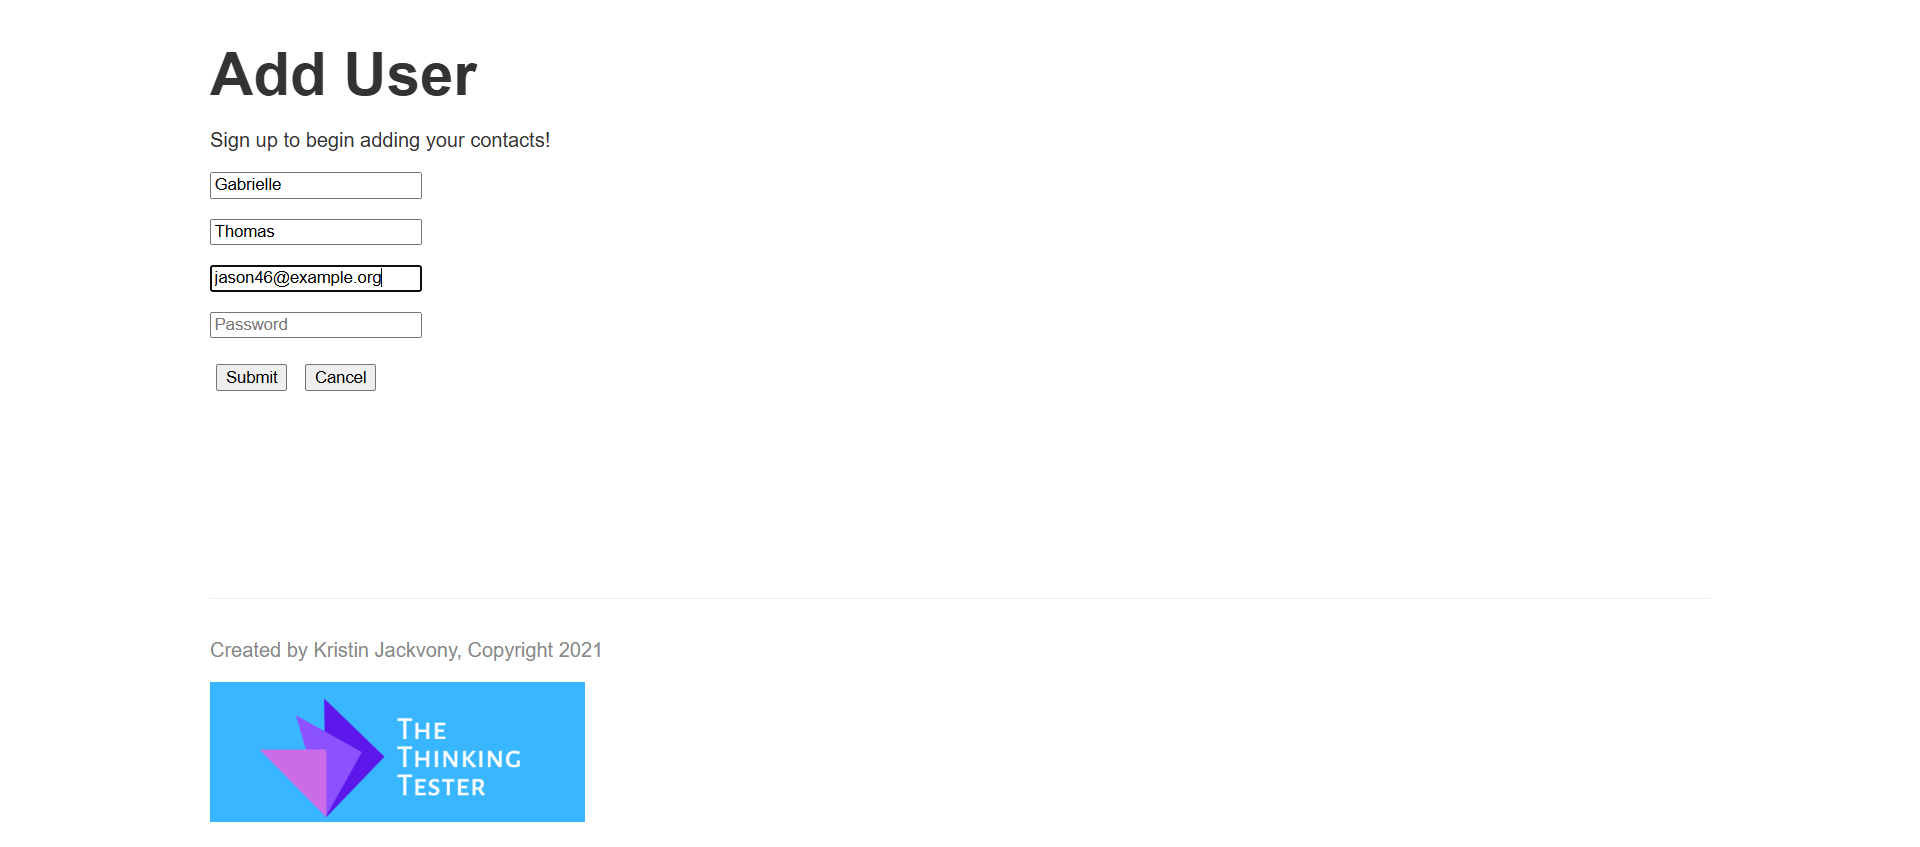 Add User
Sign up to begin adding your contacts!
Gabrielle
Thomas
jason46@example.org
Password
Submit Cancel
Created by Kristin Jackvony, Copyright 2021
THE
THINKING
TESTER